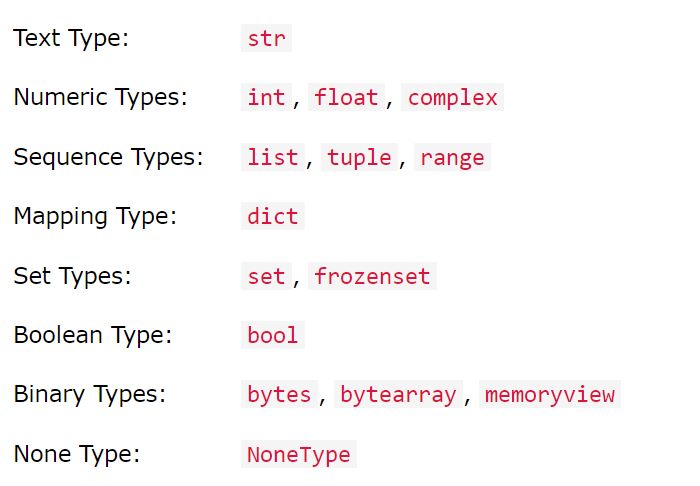 Text Type: str
Numeric Types: int, float, complex
Sequence Types: list, tuple, range
Mapping Type: dict
Set Types: set, frozenset
Boolean Type: bool
Binary Types: bytes, bytearray, memoryview
None Type: NoneType